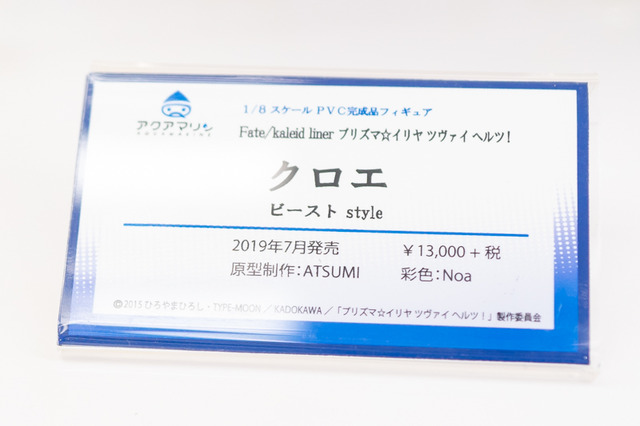 1/8 スケール PVC完成品フィギュア
アクアマリン
AQUAMARINE
Fate/kaleid liner プリズマ☆イリヤ ツヴァイ ヘルツ!
クロエ
ビースト style
2019年7月発売 ¥13,000+税
原型制作:ATSUMI 彩色:Noa
©2015 ひろやまひろし・TYPE-MOON／KADOKAWA／「プリズマ☆イリヤ ツヴァイ ヘルツ!」製作委員会